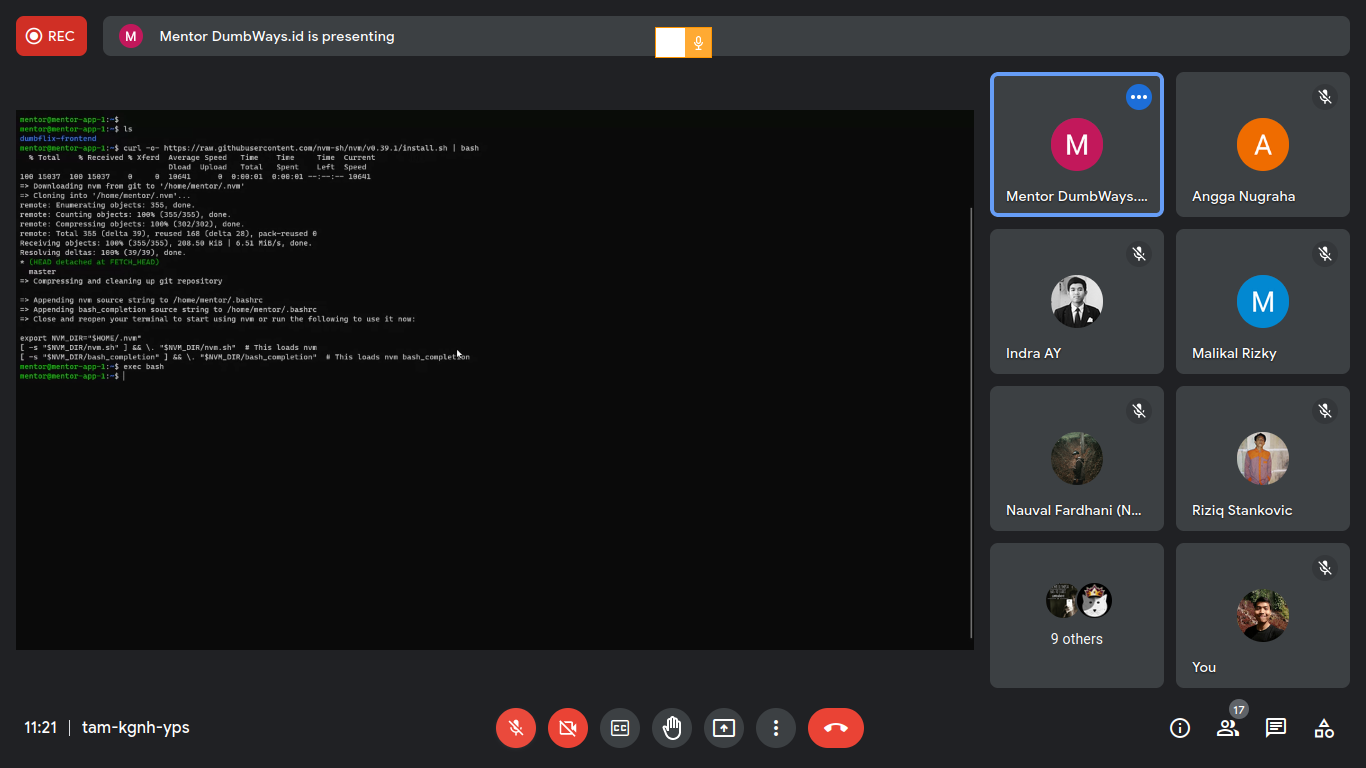 REC
M
Mentor DumbWays.id is presenting
mentor@mentor-app-1:~$
mentor@mentor-app-1:~$ ls
dumbflix-frontend
mentor@mentor-app-1:~$ curl -o- https://raw.githubusercontent.com/nvm-sh/nvm/v0.39.1/install.sh | bash
% Total % Received % Xferd Average Speed Time Time Time Current
Dload Upload Total Spent Left Speed
100 15037 100 15037 0 0 10641 0 0:00:01 0:00:01 --:--:-- 10641
=> Downloading nvm from git to '/home/mentor/.nvm'
=> Cloning into '/home/mentor/.nvm'...
remote: Enumerating objects: 355, done.
remote: Counting objects: 100% (355/355), done.
remote: Compressing objects: 100% (302/302), done.
remote: Total 355 (delta 39), reused 168 (delta 28), pack-reused 0
Receiving objects: 100% (355/355), 208.50 KiB | 6.51 MiB/s, done.
Resolving deltas: 100% (39/39), done.
* (HEAD detached at FETCH_HEAD)
master
=> Compressing and cleaning up git repository
=> Appending nvm source string to /home/mentor/.bashrc
=> Appending bash_completion source string to /home/mentor/.bashrc
=> Close and reopen your terminal to start using nvm or run the following to use it now:
export NVM_DIR="$HOME/.nvm"
[ -s "$NVM_DIR/nvm.sh" ] && \. "$NVM_DIR/nvm.sh" # This loads nvm
[ -s "$NVM_DIR/bash_completion" ] && \. "$NVM_DIR/bash_completion" # This loads nvm bash_completion
mentor@mentor-app-1:~$ exec bash
mentor@mentor-app-1:~$
M
Mentor DumbWays....
A
Angga Nugraha
Indra AY
M
Malikal Rizky
Nauval Fardhani (N...
Riziq Stankovic
9 others
You
11:21 | tam-kgnh-yps
CC
17